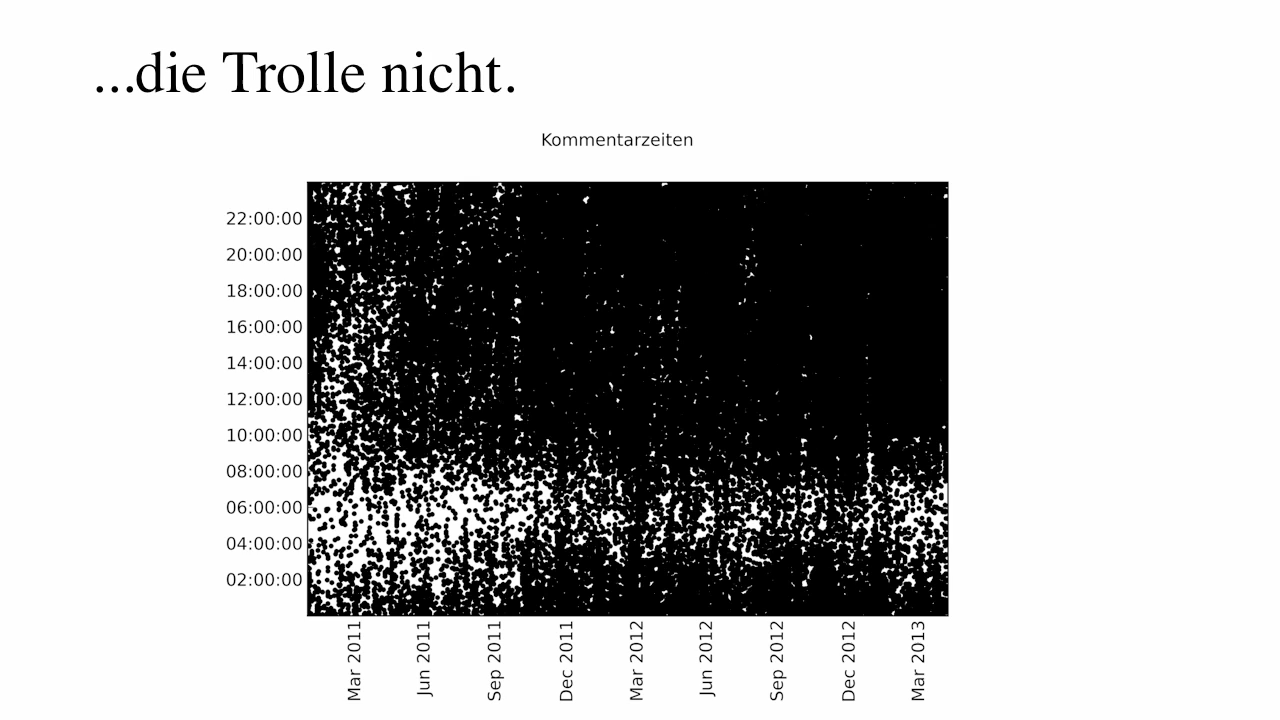 ...die Trolle nicht.
Kommentarzeiten
22:00:00
20:00:00
18:00:00
16:00:00
14:00:00
12:00:00
10:00:00
08:00:00
06:00:00
04:00:00
02:00:00
Mar 2011
Jun 2011
Sep 2011
Dec 2011
Mar 2012
Jun 2012
Sep 2012
Dec 2012
Mar 2013